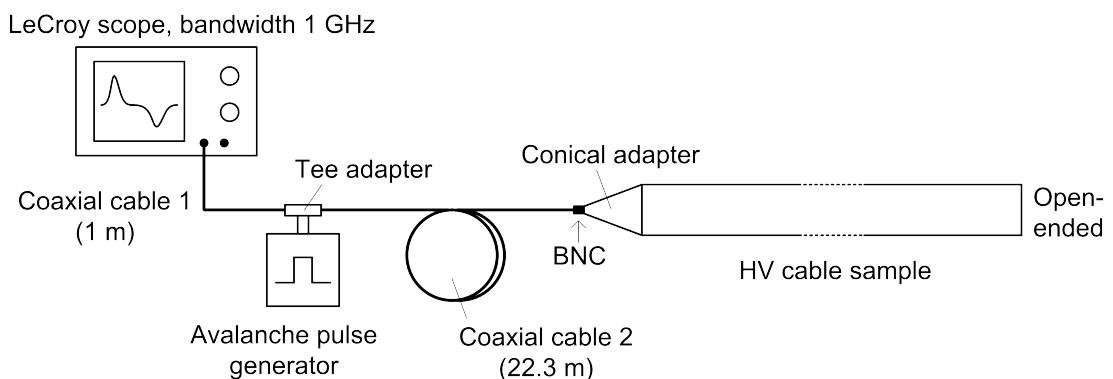 LeCroy scope, bandwidth 1 GHz
Tee adapter
Conical adapter
Coaxial cable 1
(1 m)
Open-
ended
BNC
HV cable sample
Avalanche pulse
generator
Coaxial cable 2
(22.3 m)